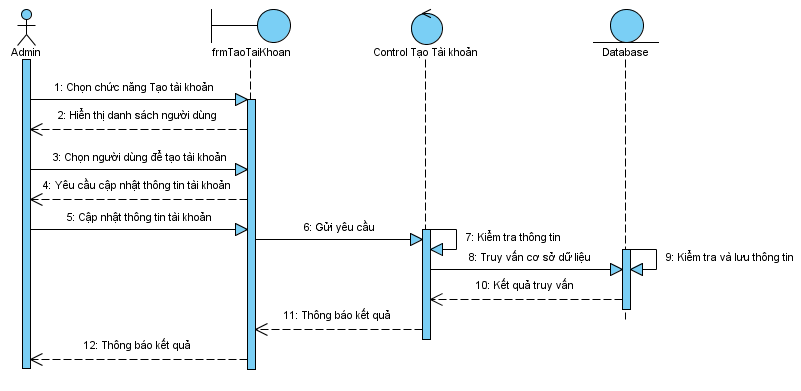 Admin
frmTaoTaiKhoan
Control Tạo Tài khoản
Database
1: Chọn chức năng Tạo tài khoản
2: Hiển thị danh sách người dùng
3: Chọn người dùng để tạo tài khoản
4: Yêu cầu cập nhật thông tin tài khoản
5: Cập nhật thông tin tài khoản
6: Gửi yêu cầu
7: Kiểm tra thông tin
8: Truy vấn cơ sở dữ liệu
9: Kiểm tra và lưu thông tin
10: Kết quả truy vấn
11: Thông báo kết quả
12: Thông báo kết quả